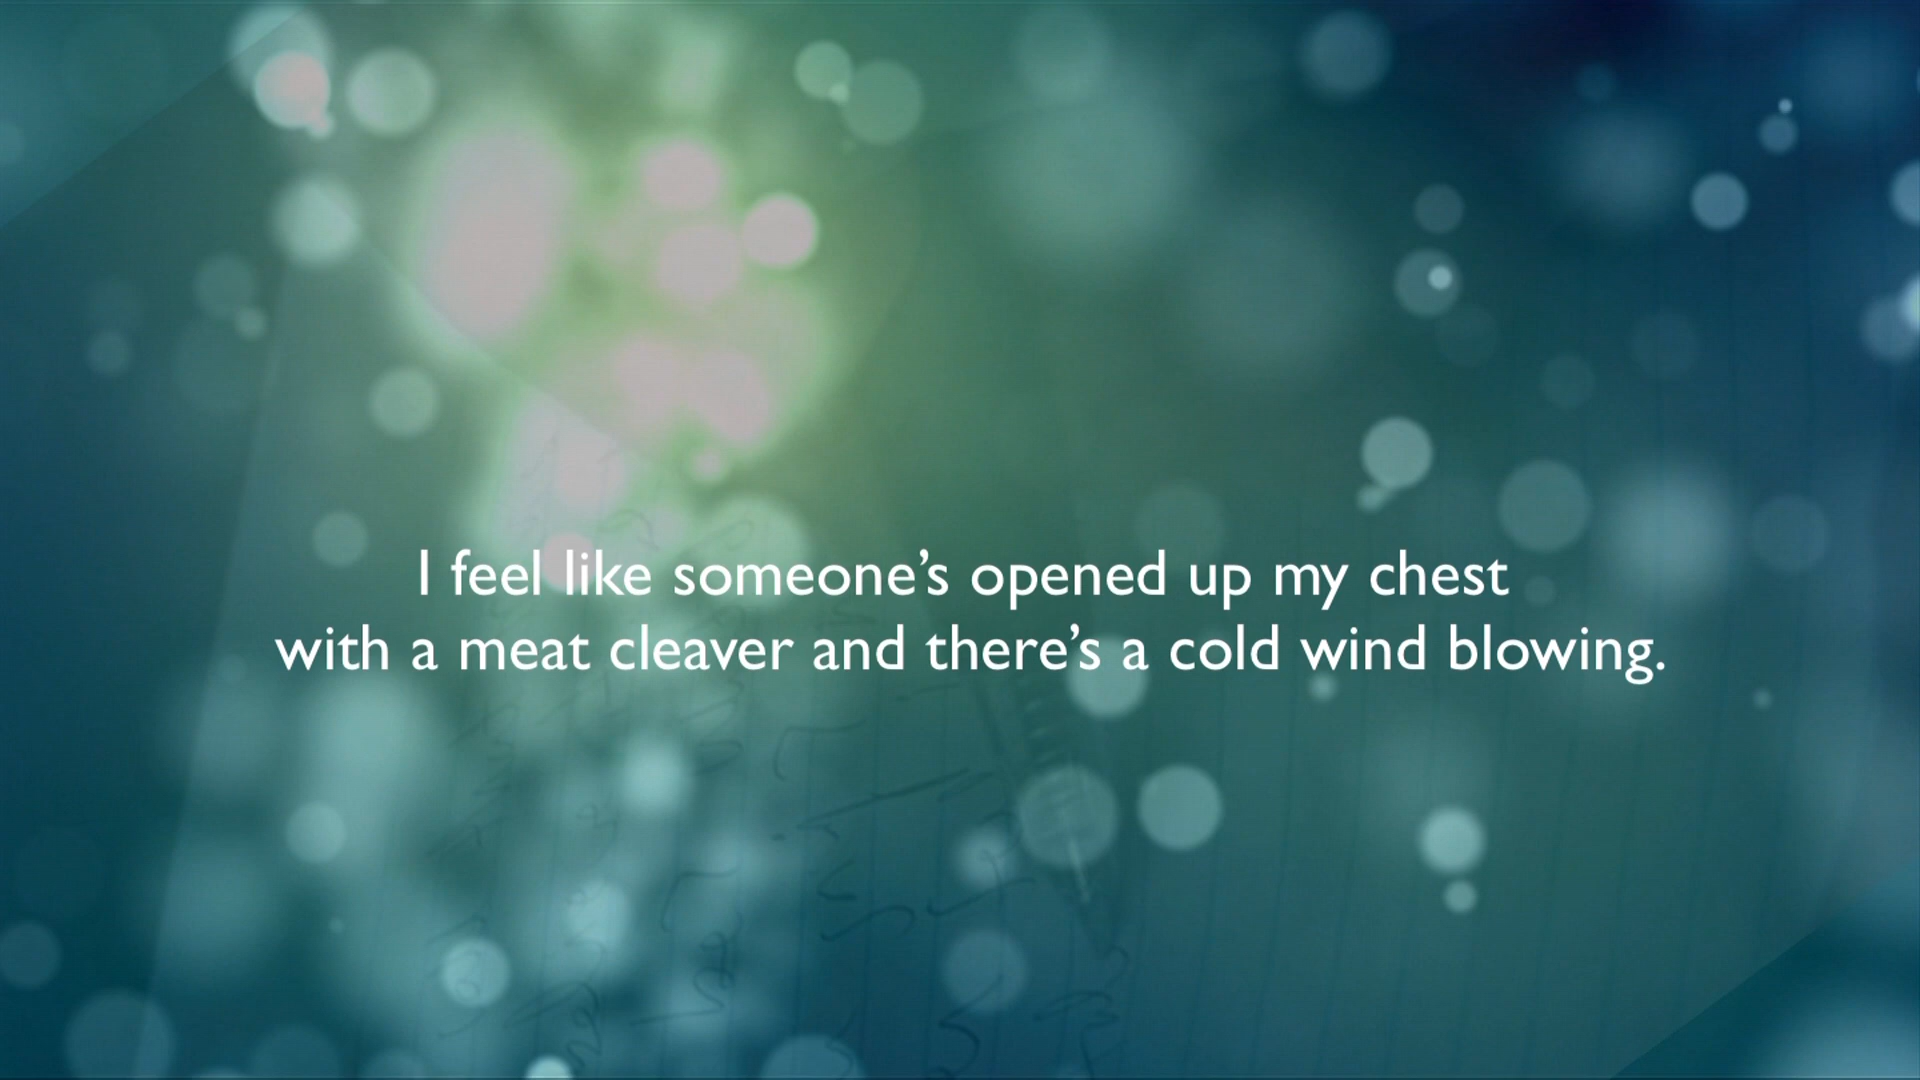 I feel like someone’s opened up my chest
with a meat cleaver and there’s a cold wind blowing.